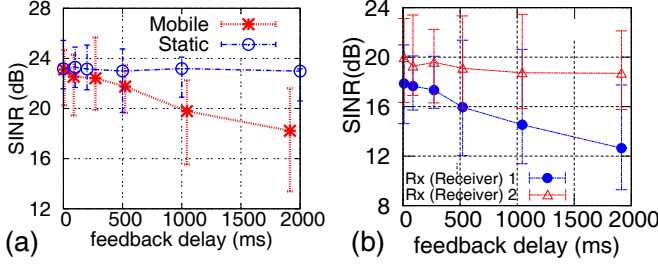 28
24
20
16
12
SINR (dB)
Mobile
Static
0 500 1000 1500 2000
(a) feedback delay (ms)
24
20
16
12
8
SINR(dB)
Rx (Receiver) 1
Rx (Receiver) 2
0 500 1000 1500 2000
(b) feedback delay (ms)